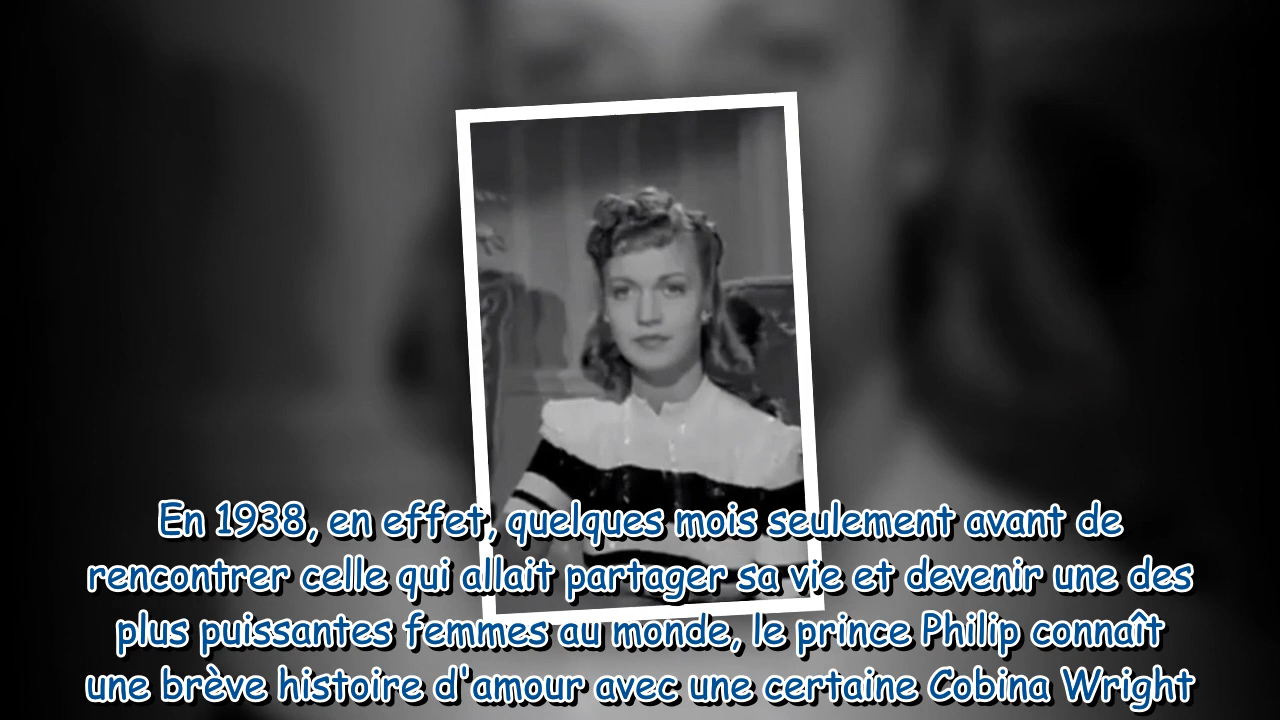 En 1938, en effet, quelques mois seulement avant de
rencontrer celle qui allait partager sa vie et devenir une des
plus puissantes femmes au monde, le prince Philip connaît
une brève histoire d'amour avec une certaine Cobina Wright